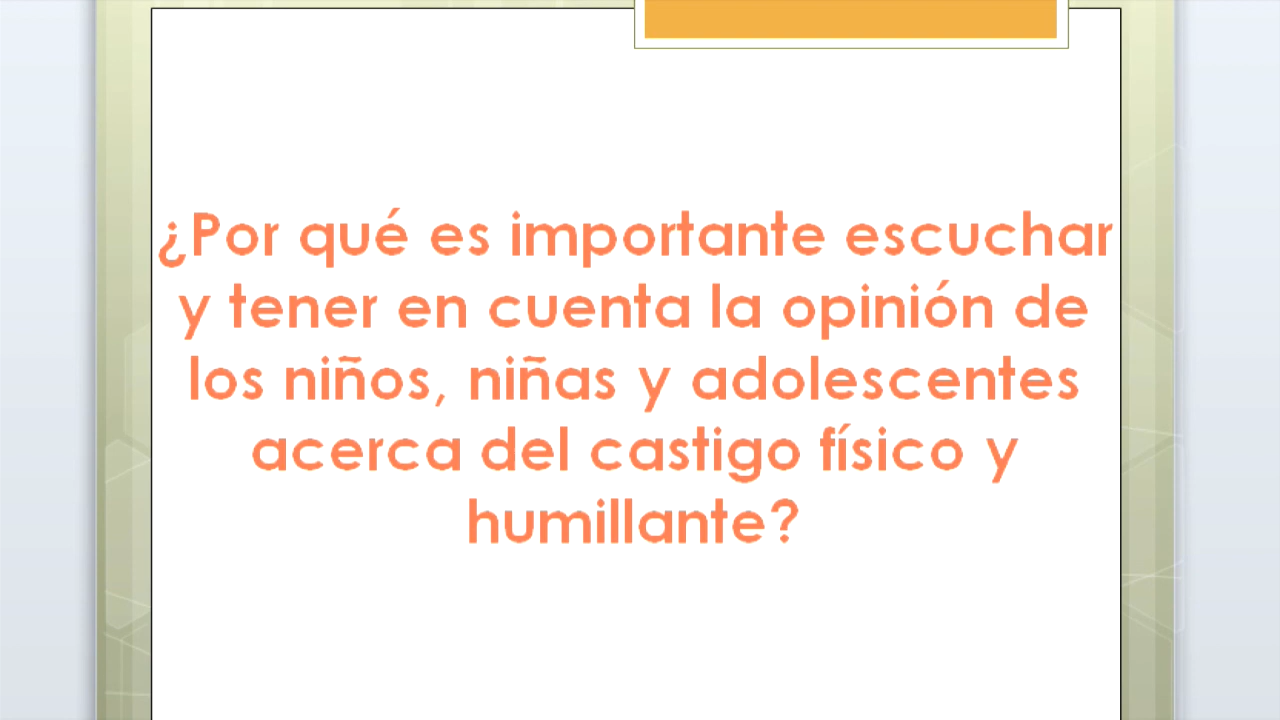 ¿Por qué es importante escuchar
y tener en cuenta la opinión de
los niños, niñas y adolescentes
acerca del castigo físico y
humillante?